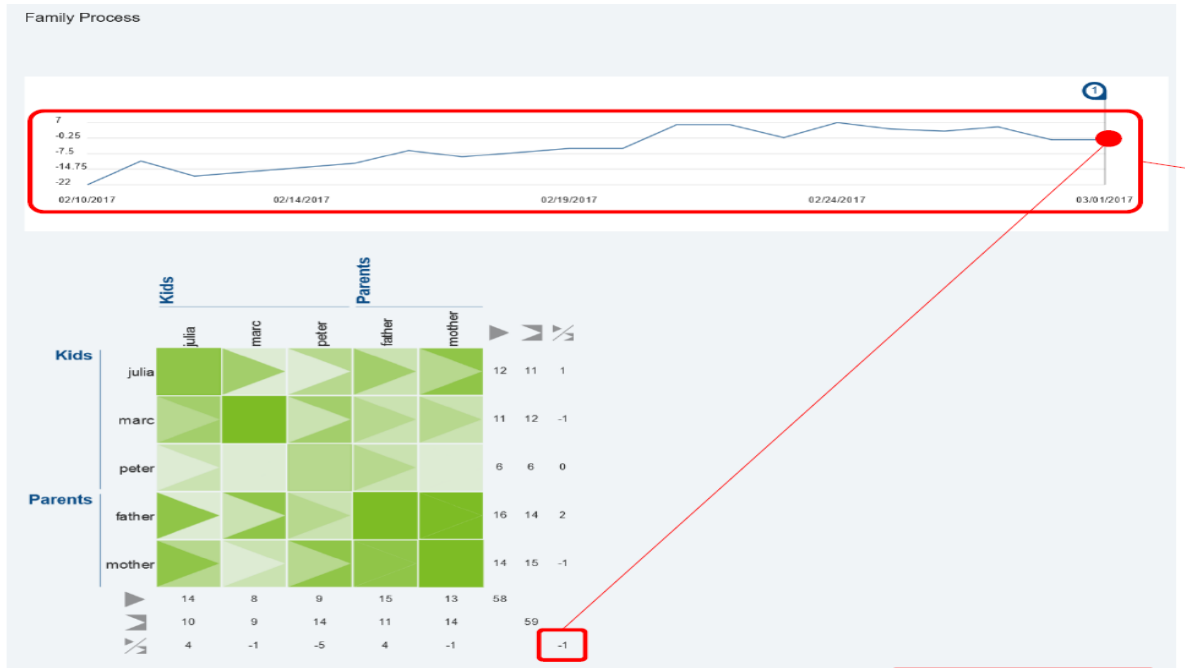 Family Process
1
7
-0.25
-7.5
-14.75
-22
02/10/2017 02/14/2017 02/19/2017 02/24/2017 03/01/2017
Kids Parents
julia marc peter father mother
Kids
julia 12 11 1
marc 11 12 -1
peter 6 6 0
Parents
father 16 14 2
mother 14 15 -1
14 8 9 15 13 58
10 9 14 11 14 59
4 -1 -5 4 -1 -1